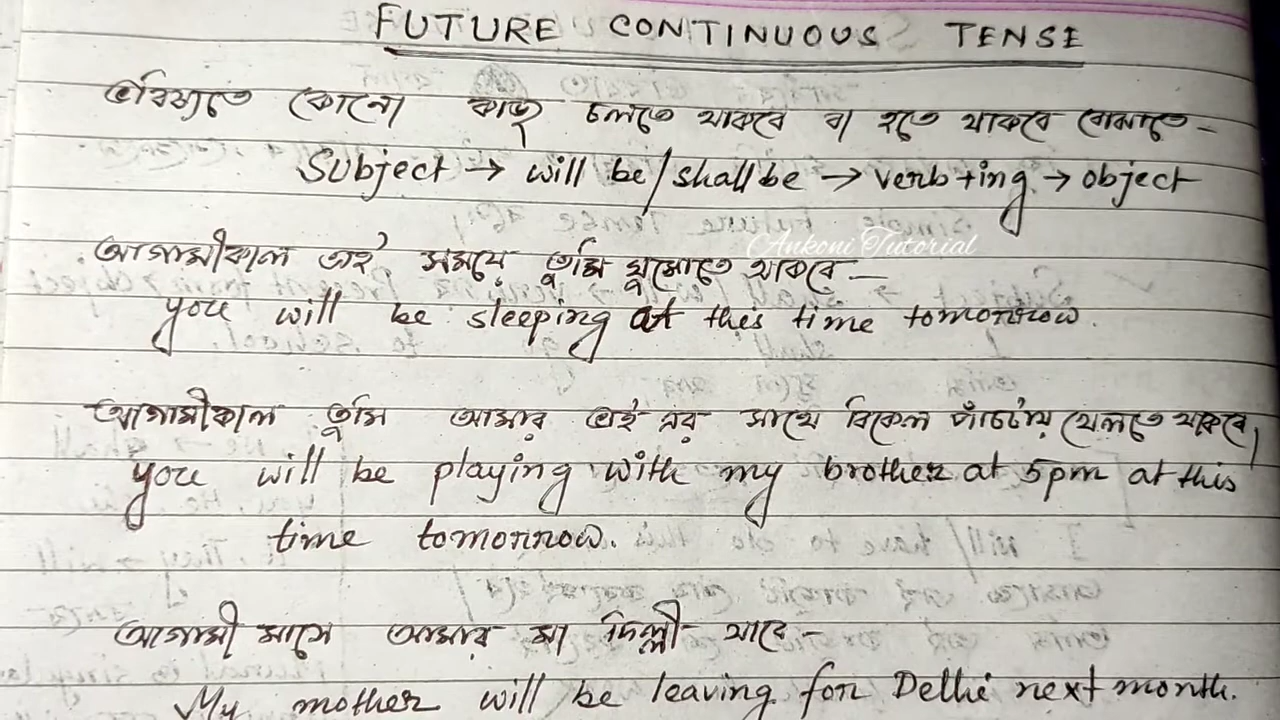 FUTURE CONTINUOUS TENSE
ভবিষ্যতে কোনো কাজ চলতে থাকবে বা হতে থাকবে বোঝাতে-
Subject → will be/shall be → verb+ing → object
Ankoni Tutorial
আগামীকাল এই সময়ে তুমি ঘুমোতে থাকবে—
you will be sleeping at this time tomorrow.
আগামীকাল তুমি আমার ভাই এর সাথে বিকেল পাঁচটায় খেলতে থাকবে,
you will be playing with my brother at 5pm at this
time tomorrow.
আগামী মাসে আমার মা দিল্লী যাবে-
My mother will be leaving for Delhi next month.